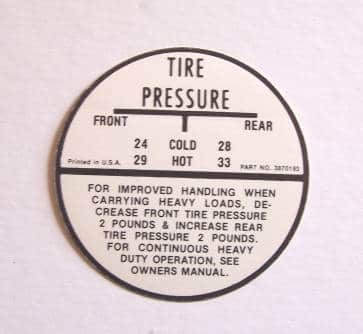 TIRE
PRESSURE
FRONT REAR
24 COLD 28
Printed in U.S.A. 29 HOT 33 PART NO. 3870193
FOR IMPROVED HANDLING WHEN
CARRYING HEAVY LOADS, DE-
CREASE FRONT TIRE PRESSURE
2 POUNDS & INCREASE REAR
TIRE PRESSURE 2 POUNDS.
FOR CONTINUOUS HEAVY
DUTY OPERATION, SEE
OWNERS MANUAL.